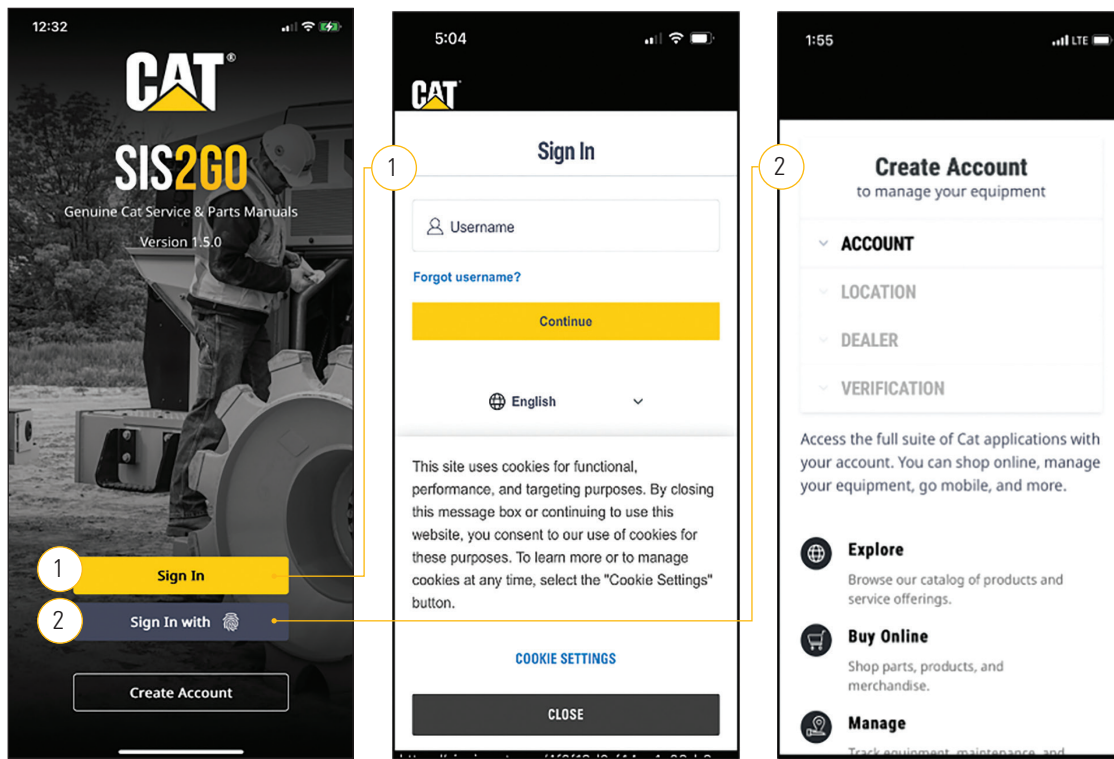 12:32
CAT®
SIS2GO
Genuine Cat Service & Parts Manuals
Version 1.5.0
1
Sign In
2
Sign In with
Create Account
5:04
CAT
1
Sign In
Username
Forgot username?
Continue
English
This site uses cookies for functional,
performance, and targeting purposes. By closing
this message box or continuing to use this
website, you consent to our use of cookies for
these purposes. To learn more or to manage
cookies at any time, select the "Cookie Settings"
button.
COOKIE SETTINGS
CLOSE
1:55
LTE
2
Create Account
to manage your equipment
ACCOUNT
LOCATION
DEALER
VERIFICATION
Access the full suite of Cat applications with
your account. You can shop online, manage
your equipment, go mobile, and more.
Explore
Browse our catalog of products and
service offerings.
Buy Online
Shop parts, products, and
merchandise.
Manage
Track equipment, maintenance, and